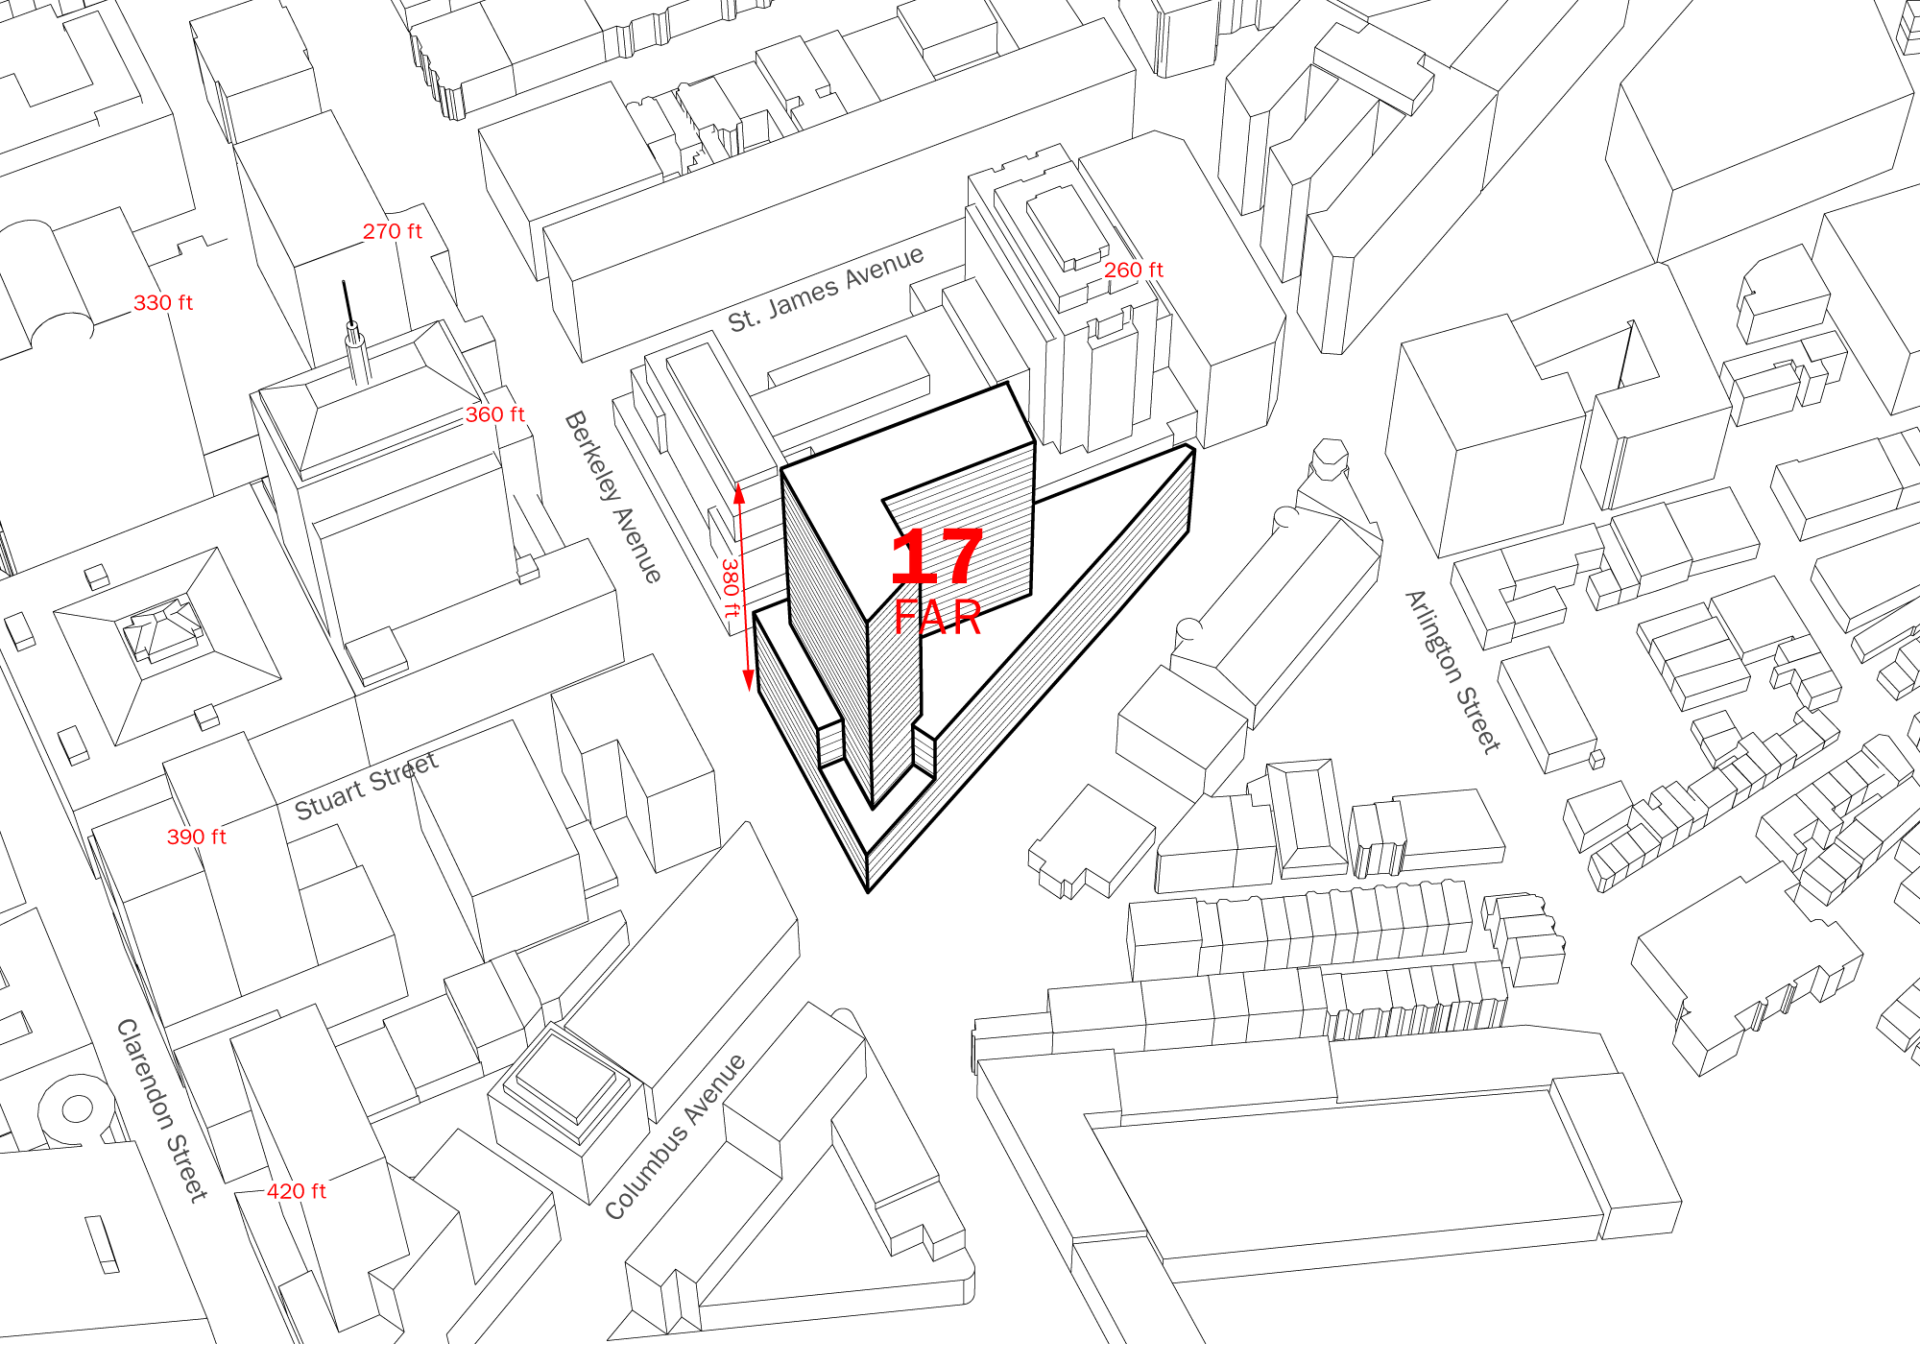 270 ft
St. James Avenue
260 ft
330 ft
360 ft
Berkeley Avenue
17
FAR
380 ft
Arlington Street
Stuart Street
390 ft
Clarendon Street
Columbus Avenue
420 ft